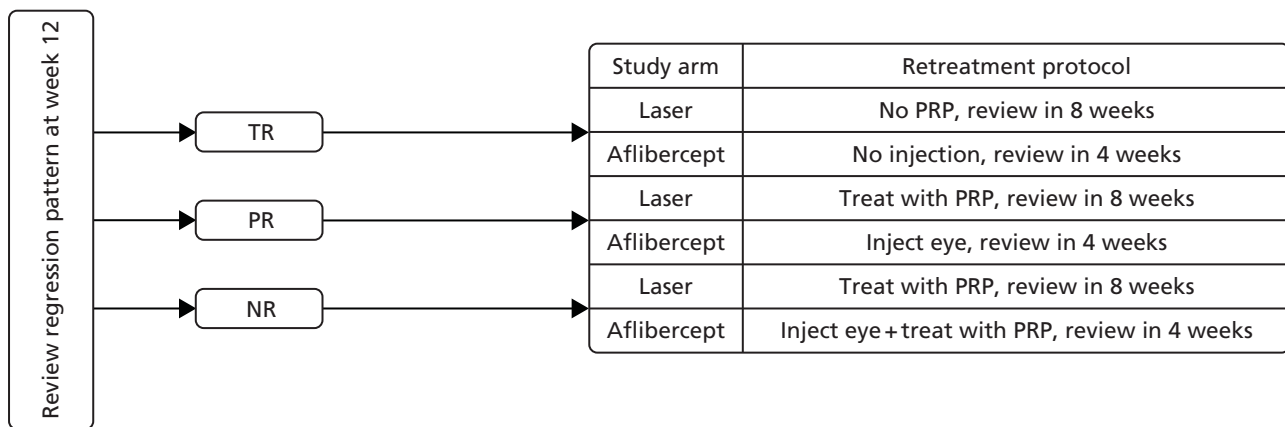 Review regression pattern at week 12
TR
PR
NR
Study arm Retreatment protocol
Laser No PRP, review in 8 weeks
Aflibercept No injection, review in 4 weeks
Laser Treat with PRP, review in 8 weeks
Aflibercept Inject eye, review in 4 weeks
Laser Treat with PRP, review in 8 weeks
Aflibercept Inject eye + treat with PRP, review in 4 weeks